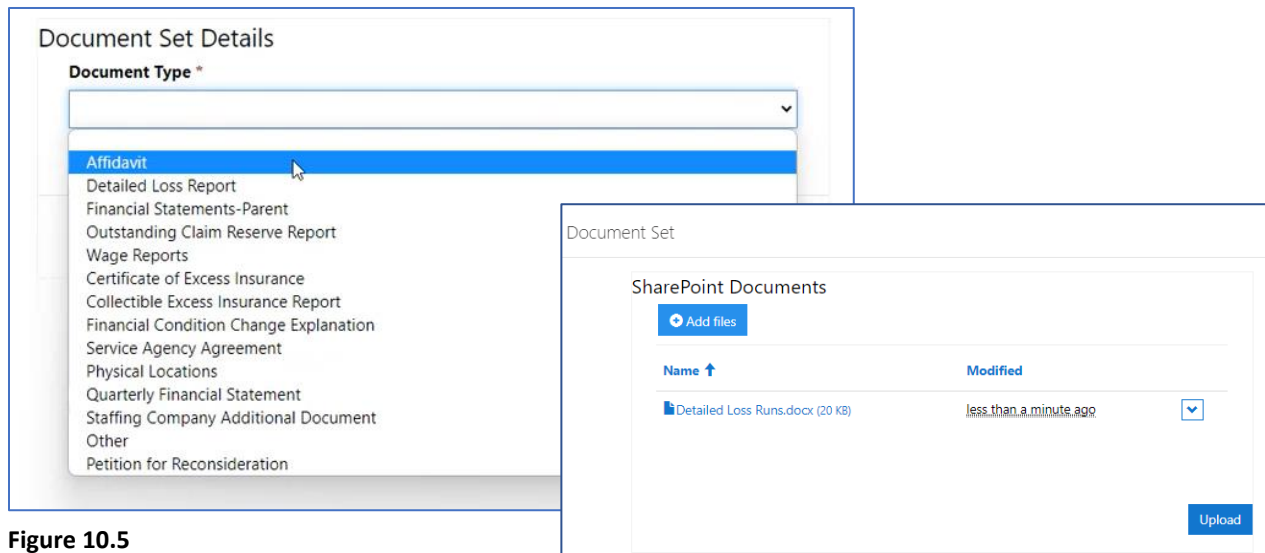 Document Set Details
Document Type *
Affidavit
Detailed Loss Report
Financial Statements-Parent
Outstanding Claim Reserve Report
Wage Reports
Certificate of Excess Insurance
Collectible Excess Insurance Report
Financial Condition Change Explanation
Service Agency Agreement
Physical Locations
Quarterly Financial Statement
Staffing Company Additional Document
Other
Petition for Reconsideration
Document Set
SharePoint Documents
Add files
Name Modified
Detailed Loss Runs.docx (20 KB) less than a minute ago
Upload
Figure 10.5